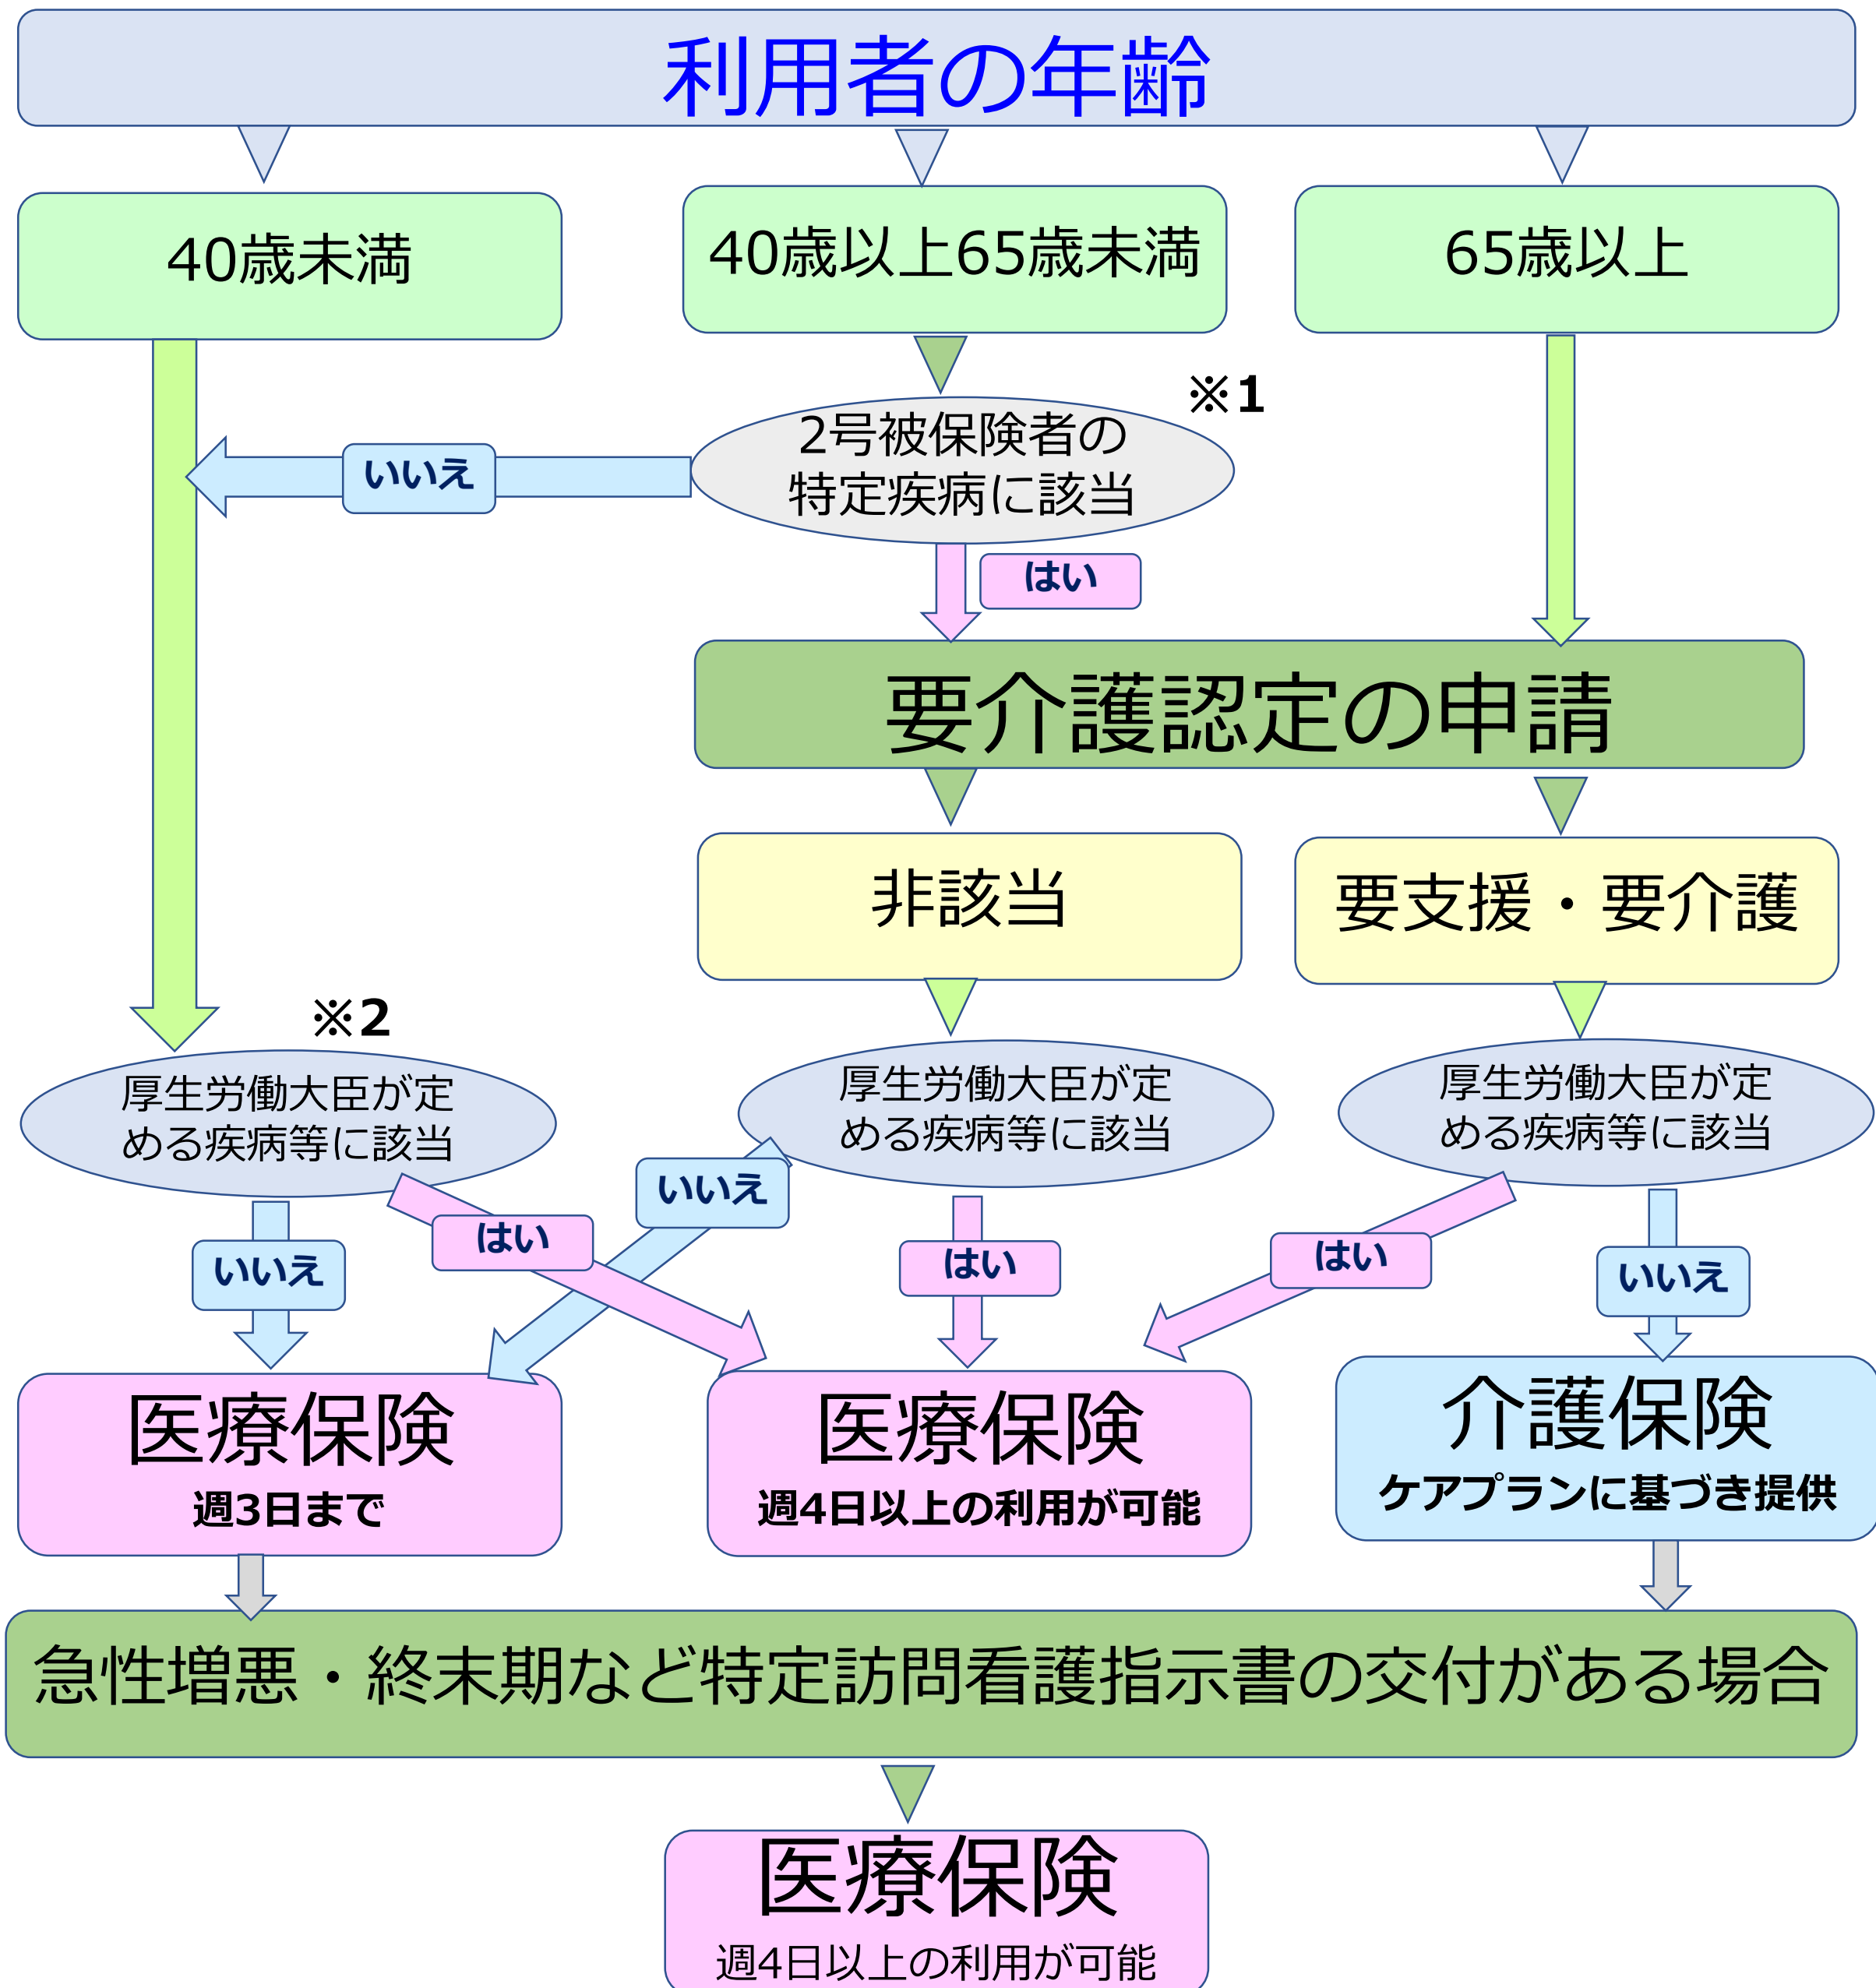 利用者の年齢
40歳未満
40歳以上65歳未満
65歳以上
※1
2号被保険者の
特定疾病に該当
いいえ
はい
要介護認定の申請
非該当
要支援・要介護
※2
厚生労働大臣が定
める疾病等に該当
厚生労働大臣が定
める疾病等に該当
厚生労働大臣が定
める疾病等に該当
いいえ
はい
いいえ
はい
はい
いいえ
医療保険
週3日まで
医療保険
週4日以上の利用が可能
介護保険
ケアプランに基づき提供
急性増悪・終末期など特定訪問看護指示書の交付がある場合
医療保険
週4日以上の利用が可能